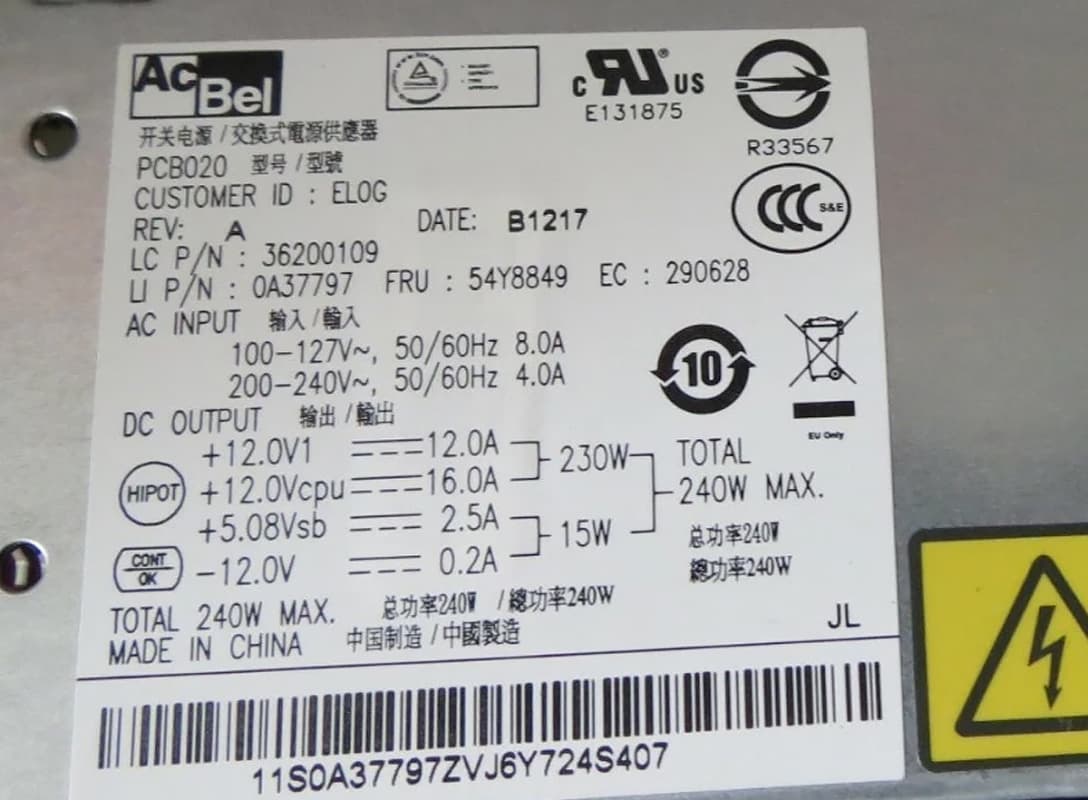 AcBel
c RU US
E131875
R33567
S&E
开关电源 / 交換式電源供應器
PCB020 型号 / 型號
CUSTOMER ID : ELOG
REV: A DATE: B1217
LC P/N : 36200109
LI P/N : 0A37797 FRU : 54Y8849 EC : 290628
AC INPUT 输入 / 輸入
100-127V~, 50/60Hz 8.0A
200-240V~, 50/60Hz 4.0A
10
EU Only
DC OUTPUT 输出 / 輸出
+12.0V1 12.0A
+12.0Vcpu 16.0A 230W
+5.08Vsb 2.5A
-12.0V 0.2A 15W
HIPOT
CONT
OK
TOTAL
240W MAX.
总功率240W
總功率240W
TOTAL 240W MAX. 总功率240W / 總功率240W
MADE IN CHINA 中国制造 / 中國製造
JL
11S0A37797ZVJ6Y724S407